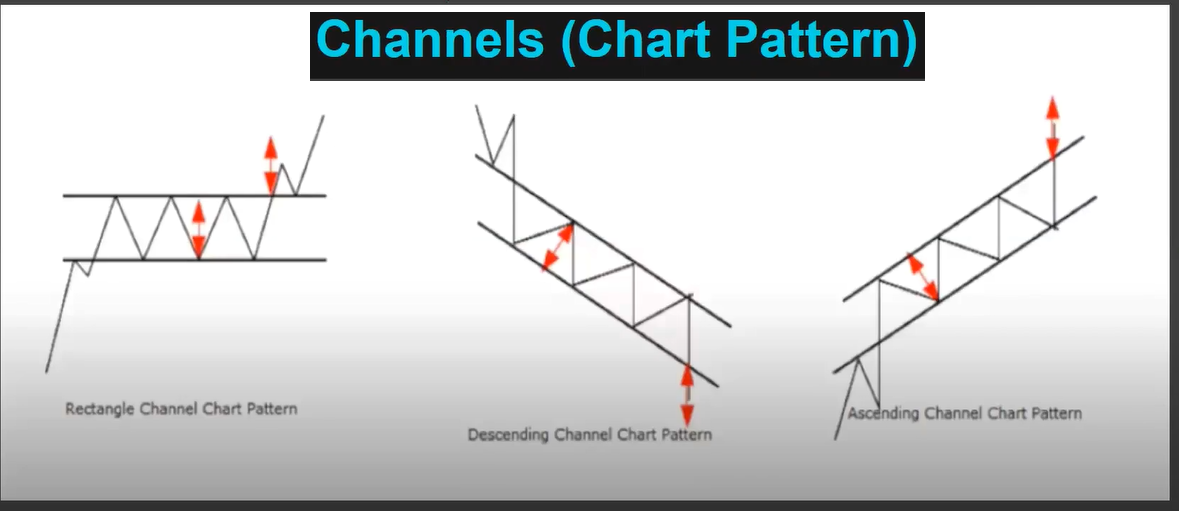 Channels (Chart Pattern)
Rectangle Channel Chart Pattern
Descending Channel Chart Pattern
Ascending Channel Chart Pattern